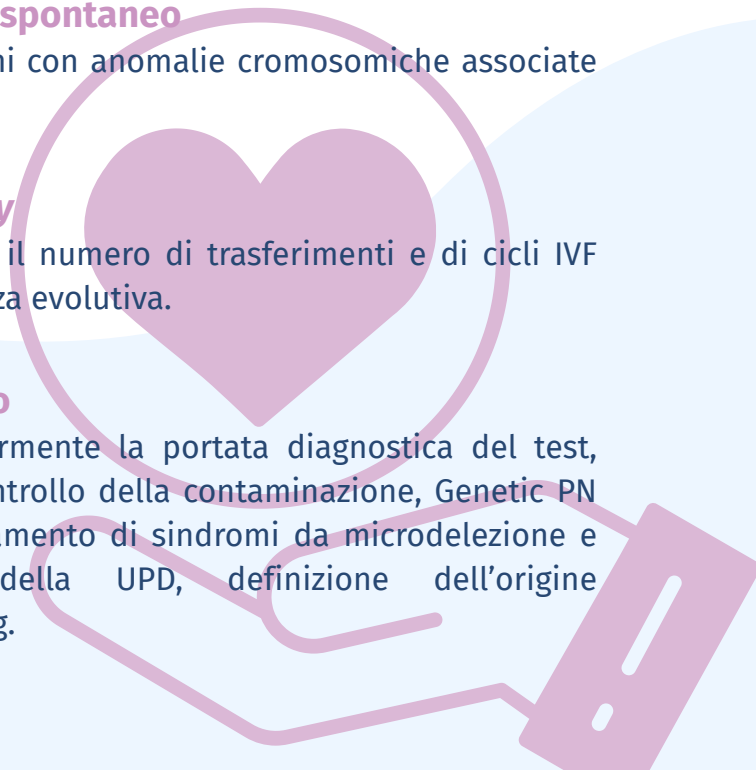 spontaneo
ni con anomalie cromosomiche associate
y
il numero di trasferimenti e di cicli IVF
za evolutiva.
o
rmente la portata diagnostica del test,
ntrollo della contaminazione, Genetic PN
amento di sindromi da microdelezione e
della UPD, definizione dell’origine
g.